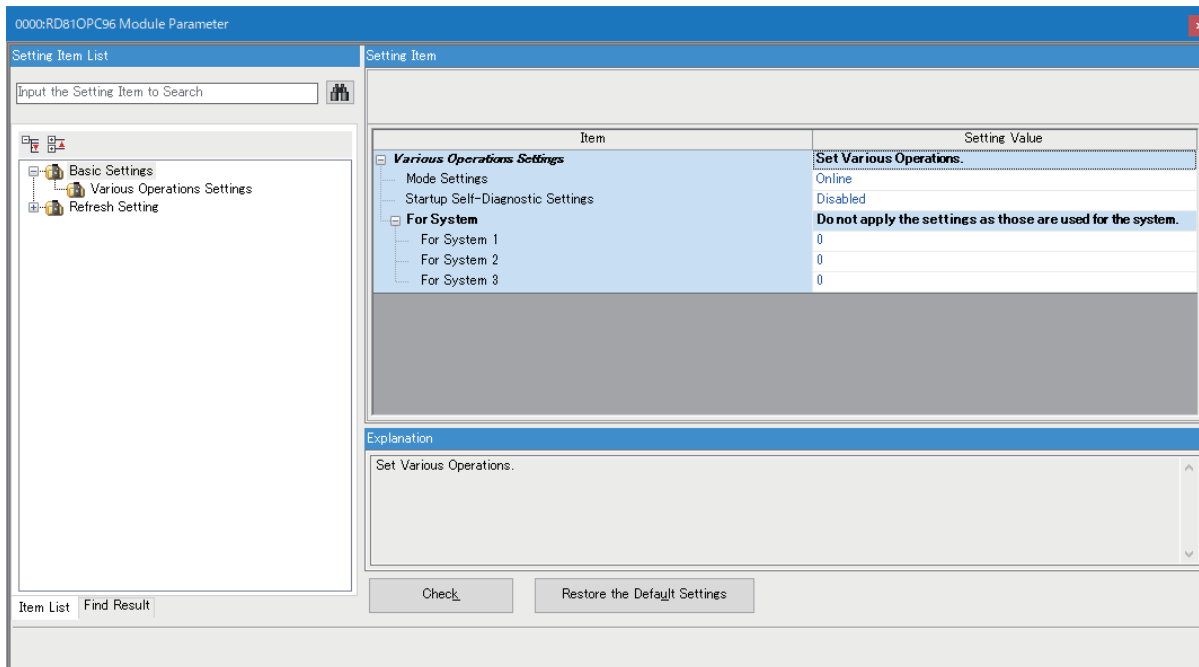 0000:RD81OPC96 Module Parameter
Setting Item List
Input the Setting Item to Search
Basic Settings
Various Operations Settings
Refresh Setting
Item List
Find Result
Setting Item
Item Setting Value
Various Operations Settings Set Various Operations.
Mode Settings Online
Startup Self-Diagnostic Settings Disabled
For System Do not apply the settings as those are used for the system.
For System 1 0
For System 2 0
For System 3 0
Explanation
Set Various Operations.
Check
Restore the Default Settings